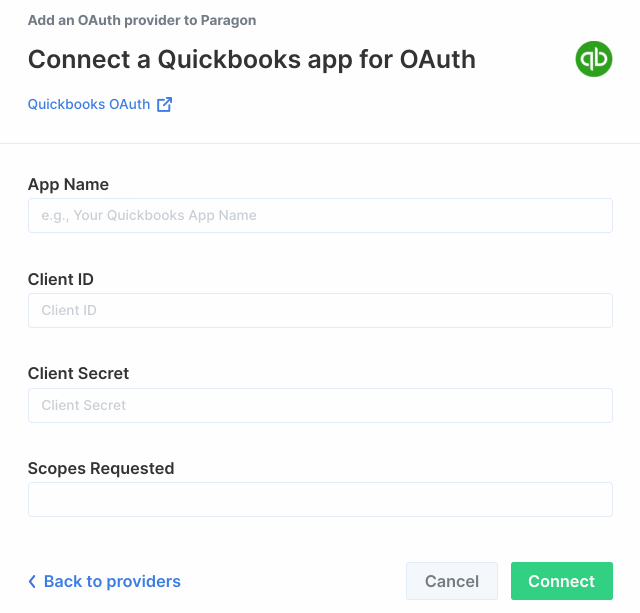 Add an OAuth provider to Paragon
Connect a Quickbooks app for OAuth
qb
Quickbooks OAuth
App Name
e.g., Your Quickbooks App Name
Client ID
Client ID
Client Secret
Client Secret
Scopes Requested
Back to providers
Cancel
Connect